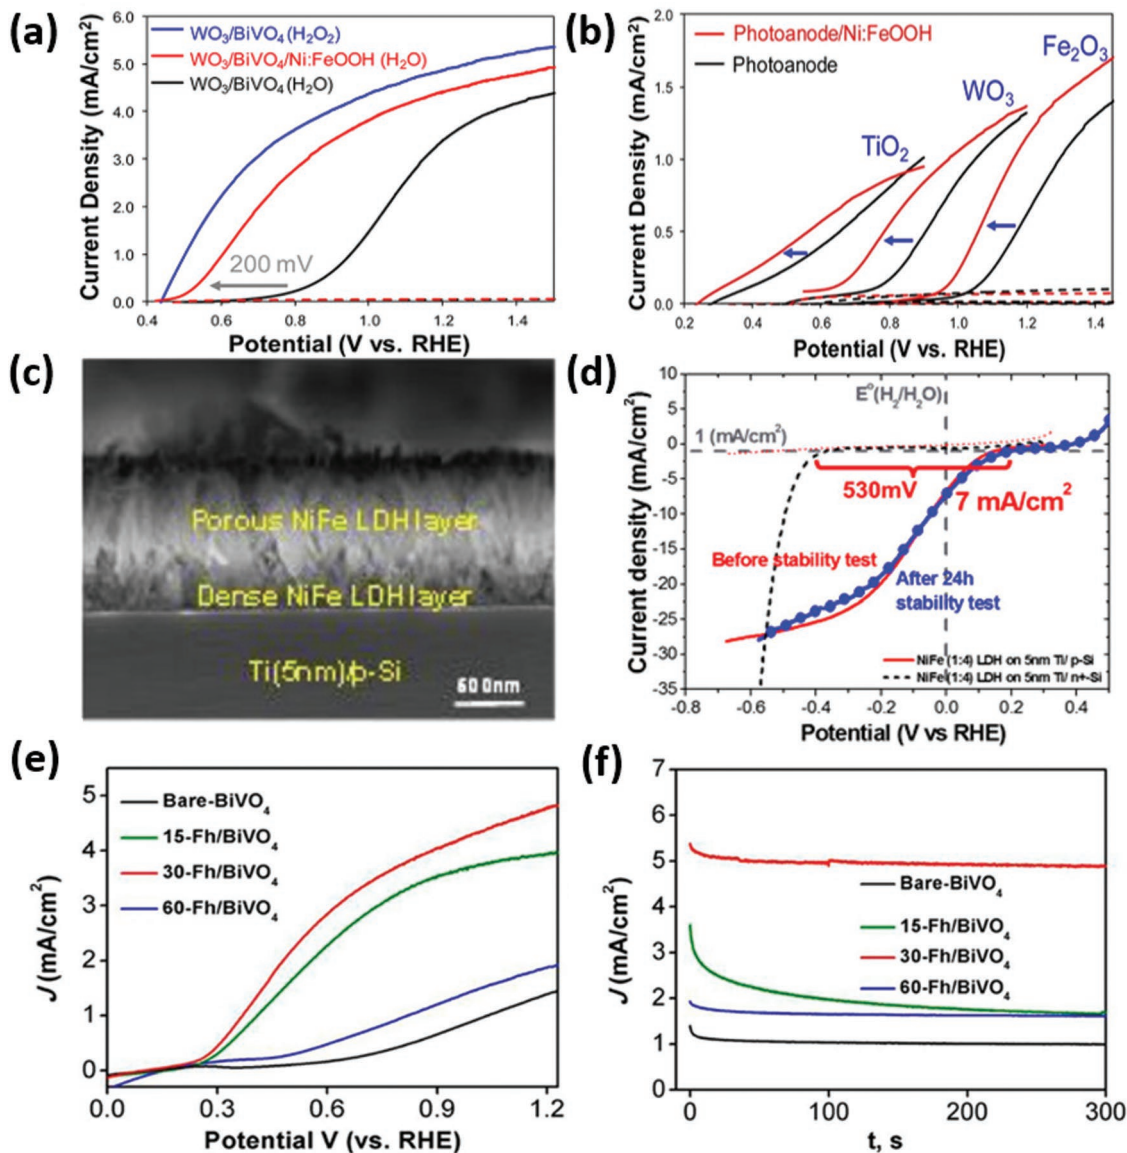 (a)
6.0
5.0
4.0
3.0
2.0
1.0
0.0
Current Density (mA/cm²)
WO₃/BiVO₄ (H₂O₂)
WO₃/BiVO₄/Ni:FeOOH (H₂O)
WO₃/BiVO₄ (H₂O)
200 mV
0.4 0.6 0.8 1.0 1.2 1.4
Potential (V vs. RHE)
(b)
2.0
1.5
1.0
0.5
0.0
Current Density (mA/cm²)
Photoanode/Ni:FeOOH
Photoanode
Fe₂O₃
WO₃
TiO₂
0.2 0.4 0.6 0.8 1.0 1.2 1.4
Potential (V vs. RHE)
(c)
Porous NiFe LDH layer
Dense NiFe LDH layer
Ti(5nm)/p-Si
600nm
(d)
10
5
0
-5
-10
-15
-20
-25
-30
-35
Current density (mA/cm²)
E°(H₂/H₂O)
1 (mA/cm²)
530mV
7 mA/cm²
Before stability test
After 24h
stability test
NiFe (1:4) LDH on 5nm Ti/ p-Si
NiFe (1:4) LDH on 5nm Ti/ n+-Si
-0.8 -0.6 -0.4 -0.2 0.0 0.2 0.4
Potential (V vs RHE)
(e)
5
4
3
2
1
0
J (mA/cm²)
Bare-BiVO₄
15-Fh/BiVO₄
30-Fh/BiVO₄
60-Fh/BiVO₄
0.0 0.3 0.6 0.9 1.2
Potential V (vs. RHE)
(f)
7
6
5
4
3
2
1
0
J (mA/cm²)
Bare-BiVO₄
15-Fh/BiVO₄
30-Fh/BiVO₄
60-Fh/BiVO₄
0 100 200 300
t, s